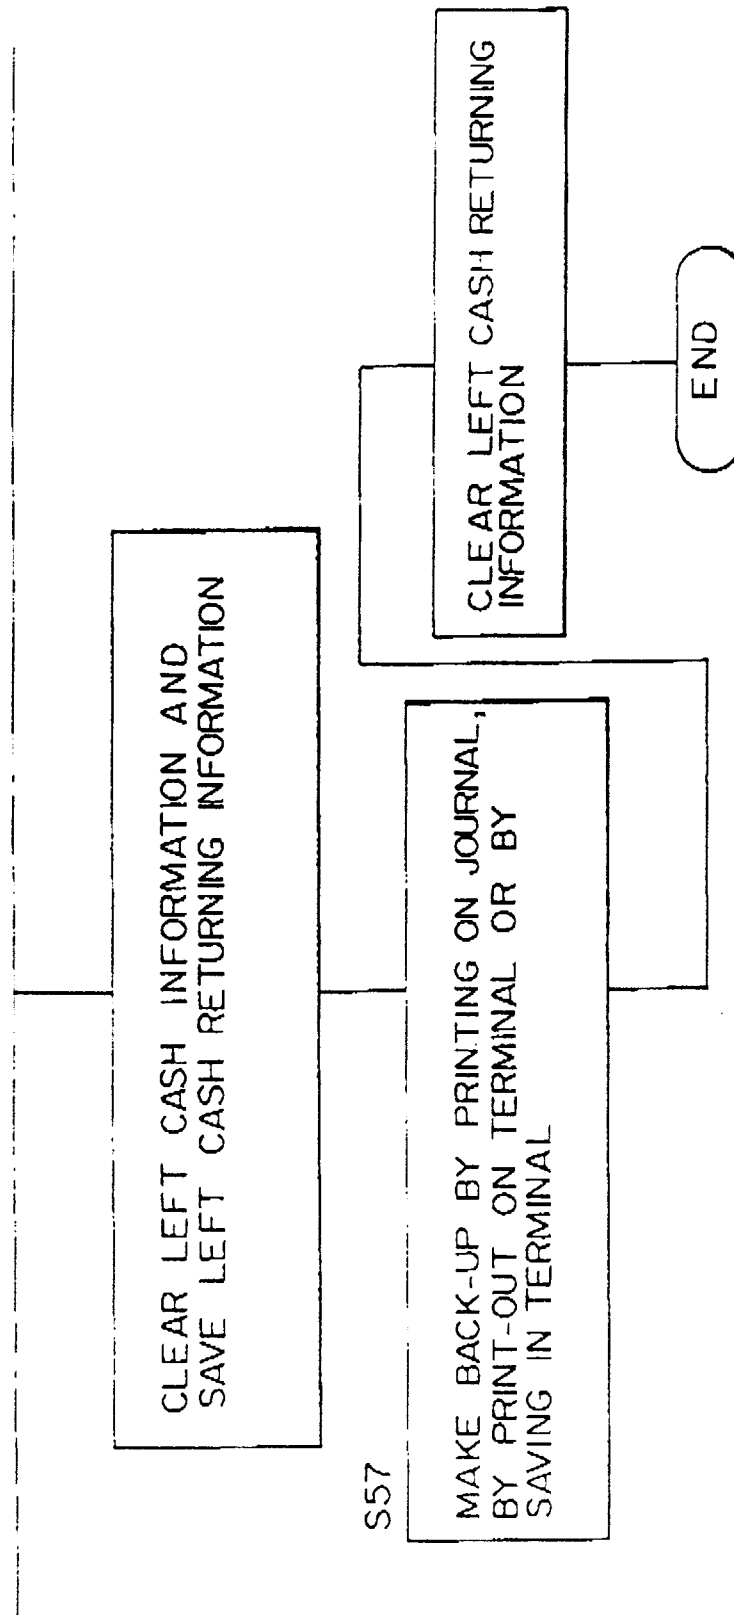 CLEAR LEFT CASH INFORMATION AND
SAVE LEFT CASH RETURNING INFORMATION
S57
MAKE BACK-UP BY PRINTING ON JOURNAL,
BY PRINT-OUT ON TERMINAL OR BY
SAVING IN TERMINAL
CLEAR LEFT CASH RETURNING
INFORMATION
END